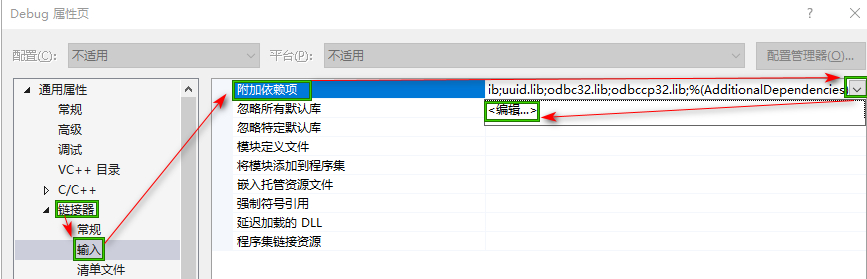 Debug 属性页
配置(C): 不适用 平台(P): 不适用 配置管理器(O)...
通用属性
常规
高级
调试
VC++ 目录
C/C++
链接器
常规
输入
清单文件
附加依赖项 ib;uuid.lib;odbc32.lib;odbccp32.lib;%(AdditionalDependencies)
<编辑...>
忽略所有默认库
忽略特定默认库
模块定义文件
将模块添加到程序集
嵌入托管资源文件
强制符号引用
延迟加载的 DLL
程序集链接资源